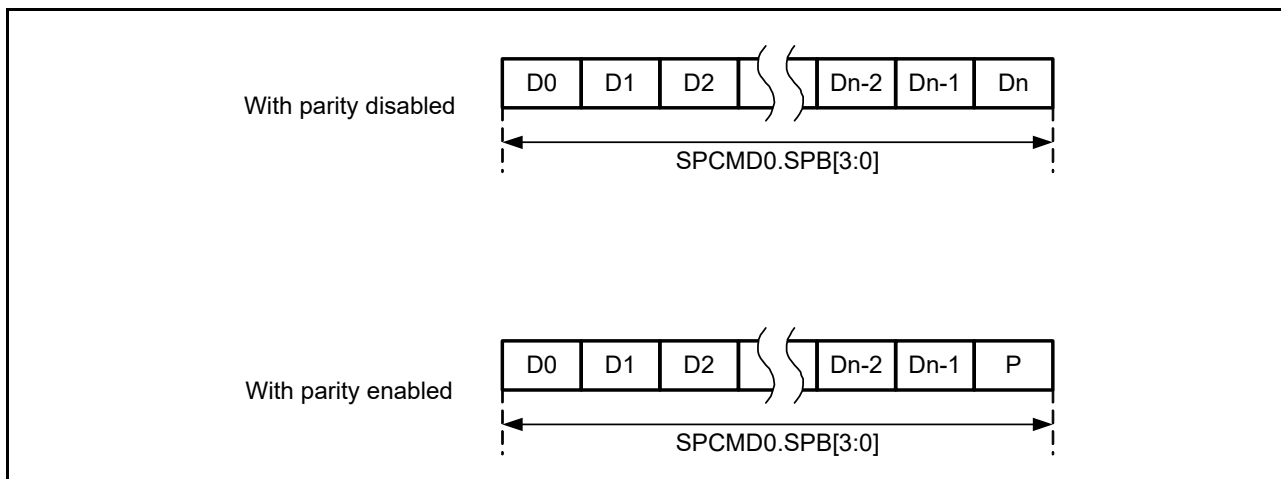 D0 D1 D2 Dn-2 Dn-1 Dn
With parity disabled
SPCMD0.SPB[3:0]
D0 D1 D2 Dn-2 Dn-1 P
With parity enabled
SPCMD0.SPB[3:0]